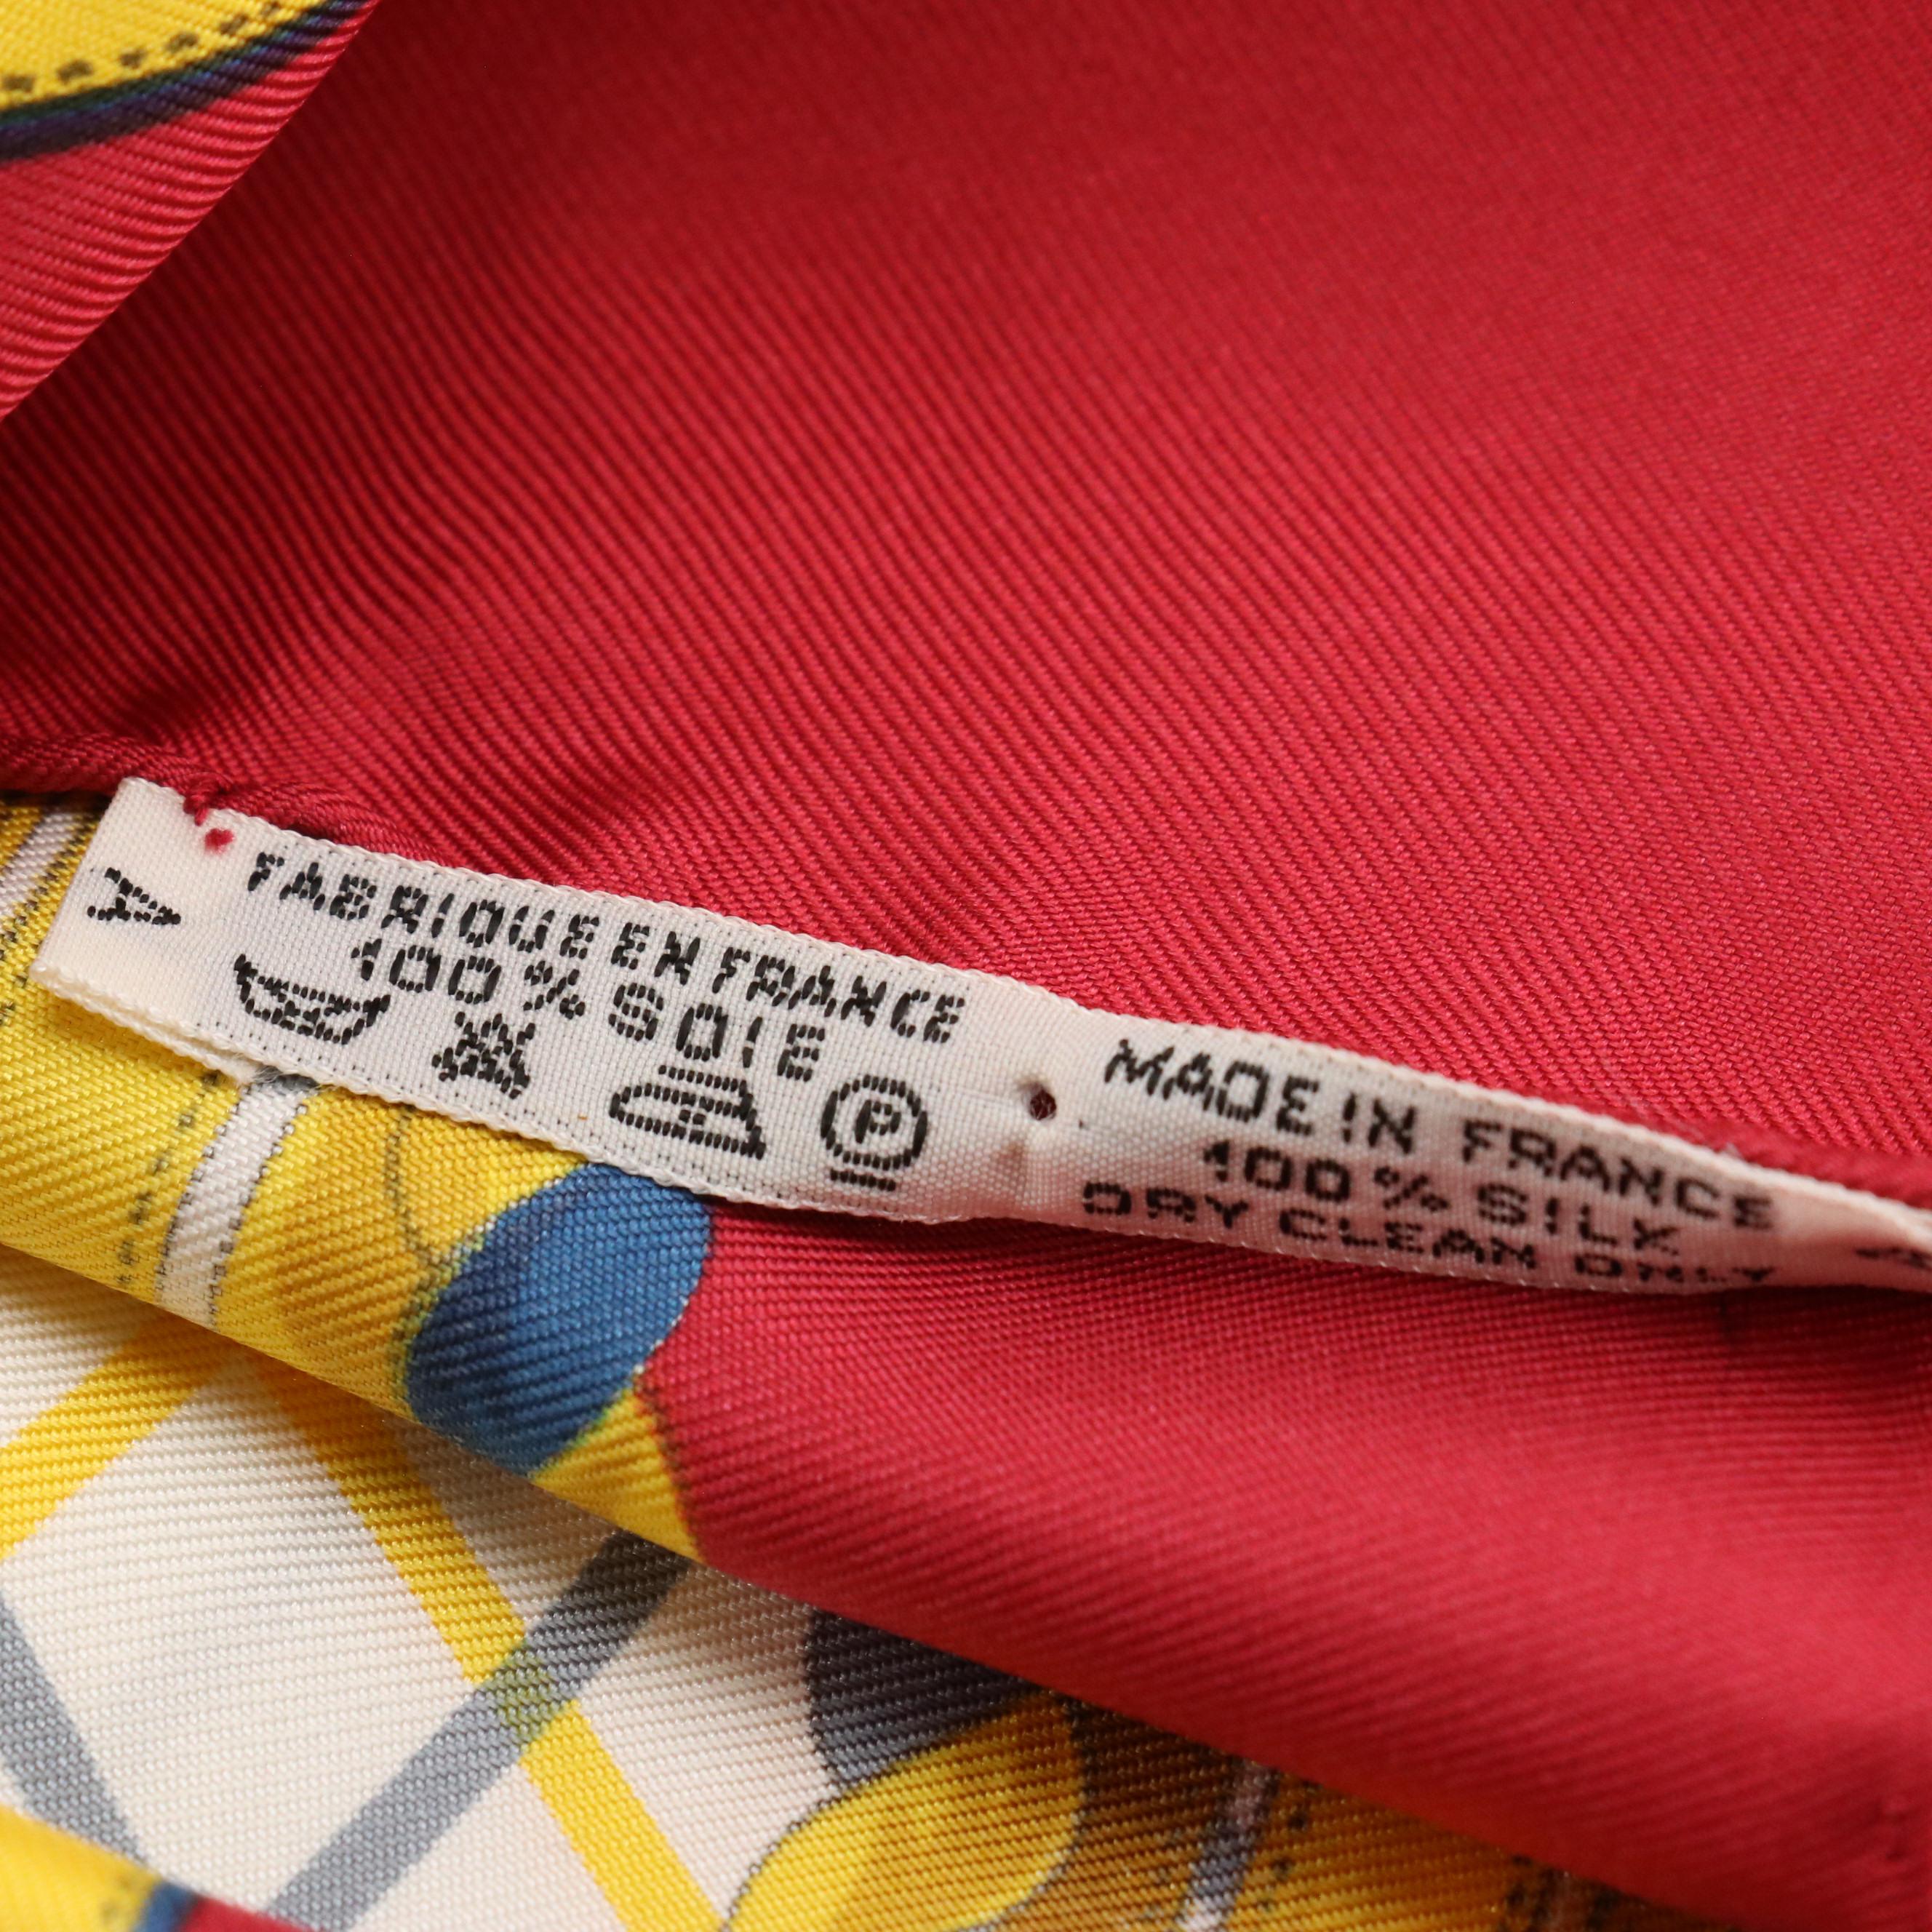 A
FABRIQUE EN FRANCE
100 % SOIE
P
MADE IN FRANCE
100 % SILK
DRY CLEAN ONLY